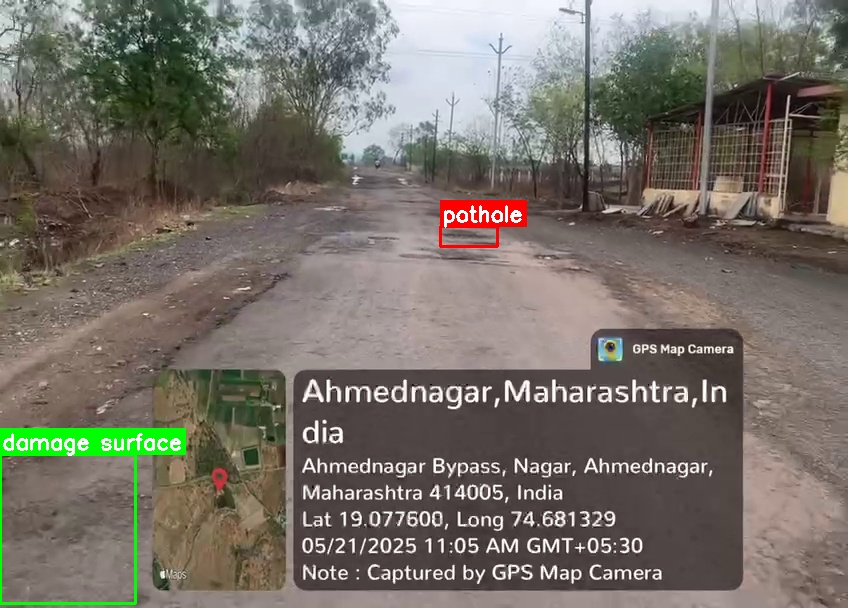 pothole
GPS Map Camera
Ahmednagar,Maharashtra,In
dia
damage surface
Ahmednagar Bypass, Nagar, Ahmednagar,
Maharashtra 414005, India
Lat 19.077600, Long 74.681329
05/21/2025 11:05 AM GMT+05:30
Note : Captured by GPS Map Camera
Maps